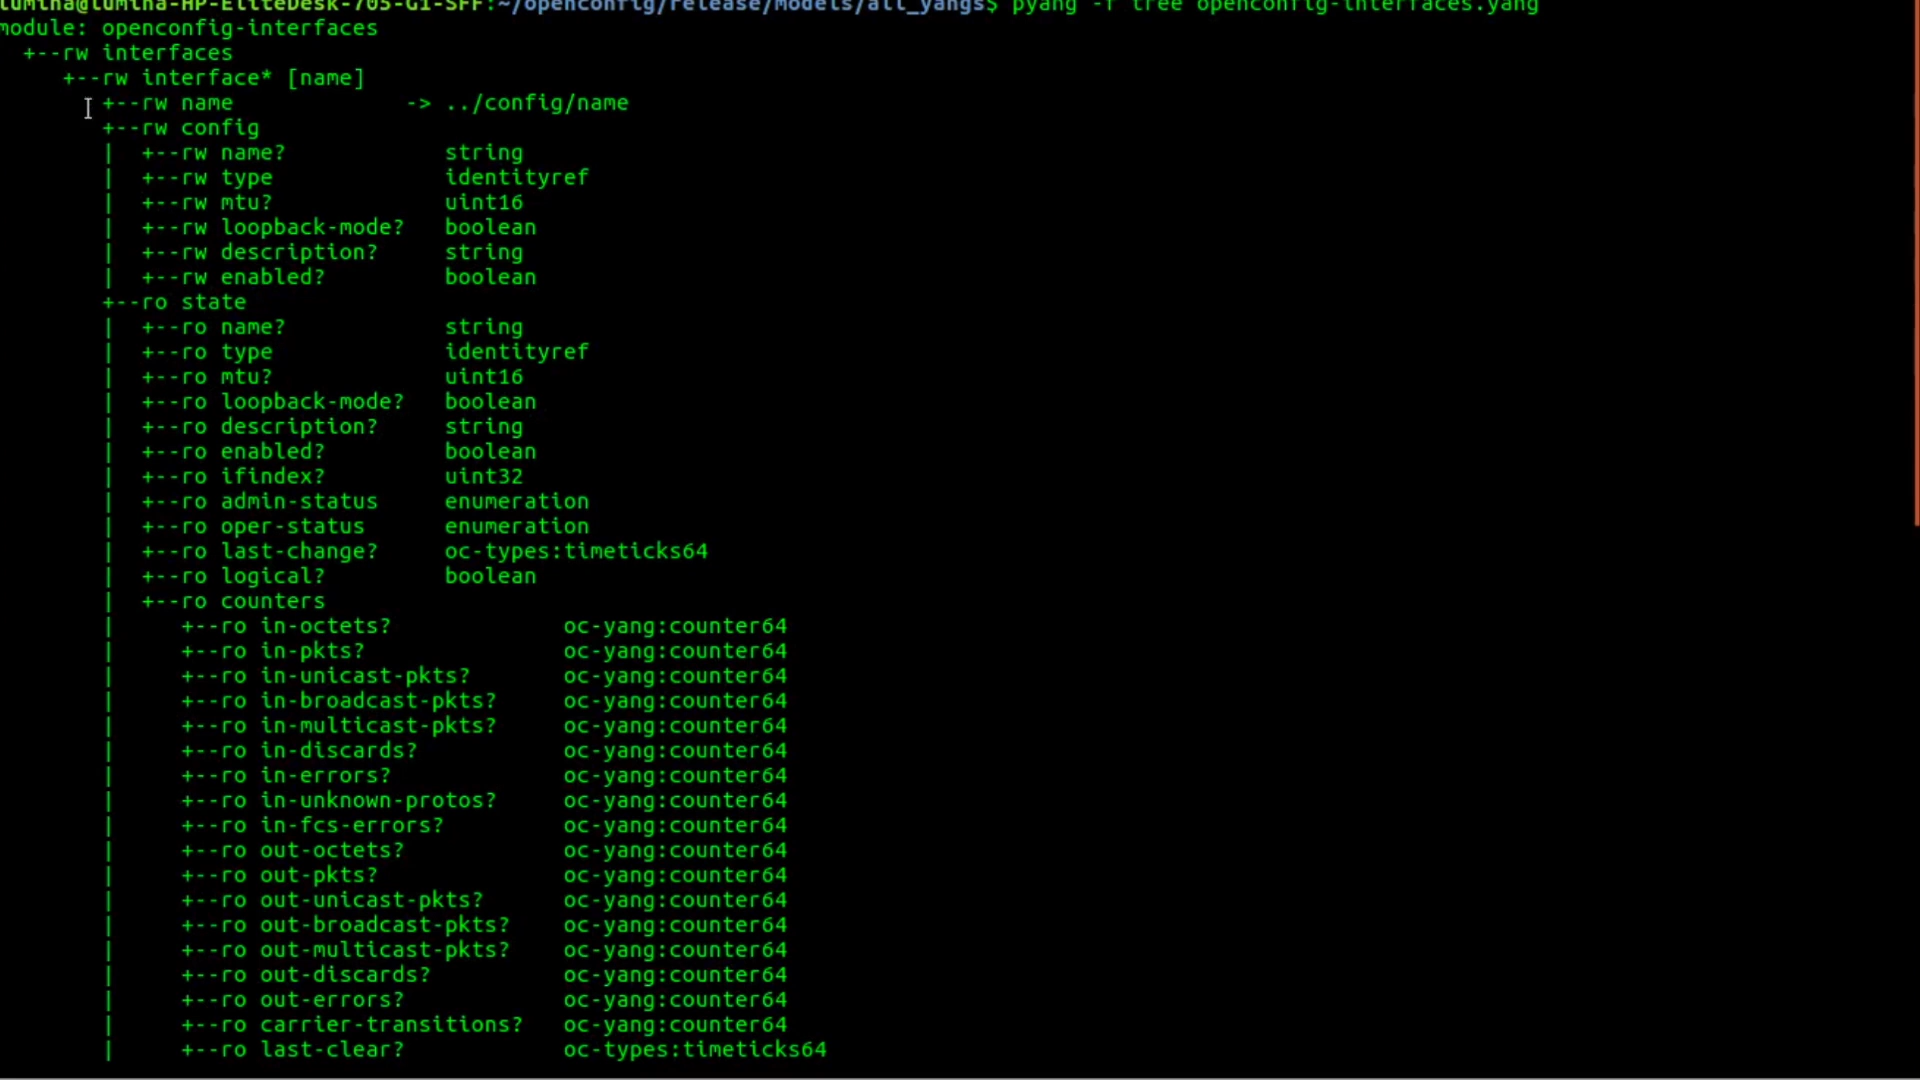 lumina@lumina-HP-EliteDesk-705-G1-SFF:~/openconfig/release/models/all_yangs$ pyang -f tree openconfig-interfaces.yang
module: openconfig-interfaces
+--rw interfaces
+--rw interface* [name]
+--rw name -> ../config/name
+--rw config
| +--rw name? string
| +--rw type identityref
| +--rw mtu? uint16
| +--rw loopback-mode? boolean
| +--rw description? string
| +--rw enabled? boolean
+--ro state
| +--ro name? string
| +--ro type identityref
| +--ro mtu? uint16
| +--ro loopback-mode? boolean
| +--ro description? string
| +--ro enabled? boolean
| +--ro ifindex? uint32
| +--ro admin-status enumeration
| +--ro oper-status enumeration
| +--ro last-change? oc-types:timeticks64
| +--ro logical? boolean
| +--ro counters
| +--ro in-octets? oc-yang:counter64
| +--ro in-pkts? oc-yang:counter64
| +--ro in-unicast-pkts? oc-yang:counter64
| +--ro in-broadcast-pkts? oc-yang:counter64
| +--ro in-multicast-pkts? oc-yang:counter64
| +--ro in-discards? oc-yang:counter64
| +--ro in-errors? oc-yang:counter64
| +--ro in-unknown-protos? oc-yang:counter64
| +--ro in-fcs-errors? oc-yang:counter64
| +--ro out-octets? oc-yang:counter64
| +--ro out-pkts? oc-yang:counter64
| +--ro out-unicast-pkts? oc-yang:counter64
| +--ro out-broadcast-pkts? oc-yang:counter64
| +--ro out-multicast-pkts? oc-yang:counter64
| +--ro out-discards? oc-yang:counter64
| +--ro out-errors? oc-yang:counter64
| +--ro carrier-transitions? oc-yang:counter64
| +--ro last-clear? oc-types:timeticks64